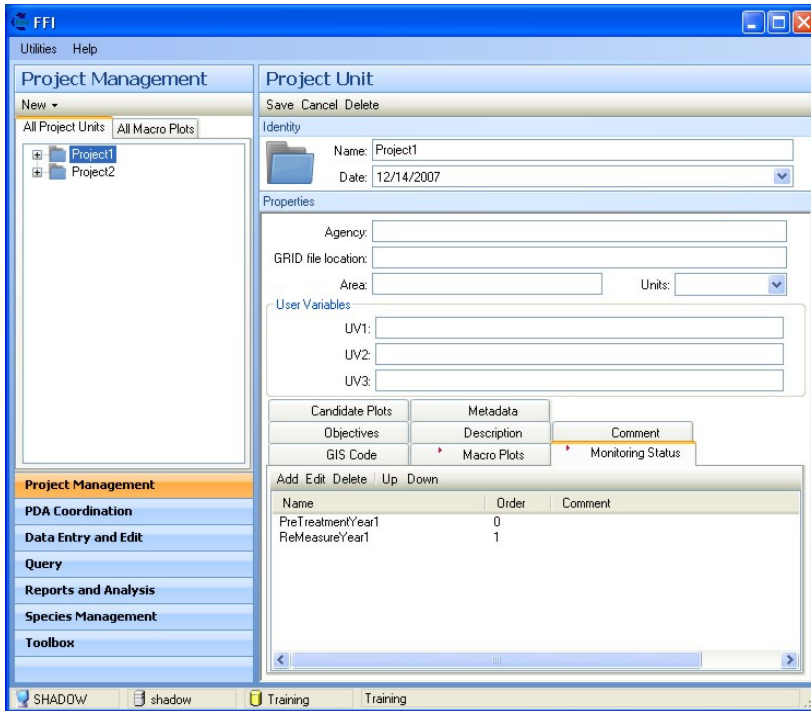 FFI
Utilities Help
Project Management
New
All Project Units All Macro Plots
Project1
Project2
Project Management
PDA Coordination
Data Entry and Edit
Query
Reports and Analysis
Species Management
Toolbox
Project Unit
Save Cancel Delete
Identity
Name: Project1
Date: 12/14/2007
Properties
Agency:
GRID file location:
Area: Units:
User Variables
UV1:
UV2:
UV3:
Candidate Plots Metadata
Objectives Description Comment
GIS Code Macro Plots Monitoring Status
Add Edit Delete Up Down
Name Order Comment
PreTreatmentYear1 0
ReMeasureYear1 1
SHADOW shadow Training Training